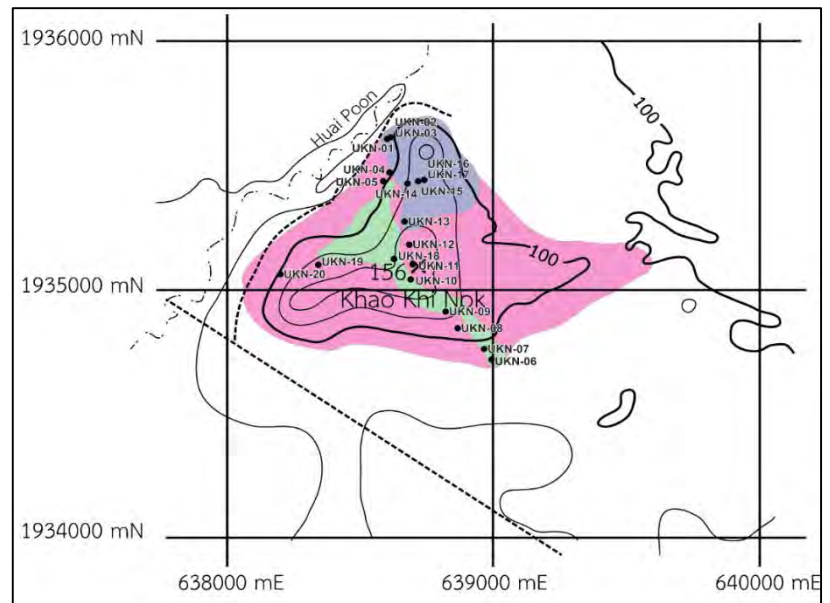 1936000 mN
Huai Poon
100
UKN-02
UKN-03
UKN-01
UKN-16
UKN-04
UKN-17
UKN-05
UKN-14
UKN-15
UKN-13
UKN-12
100
UKN-18
UKN-19
UKN-11
UKN-20
156
UKN-10
1935000 mN
Khao Khi Nok
UKN-09
UKN-08
UKN-07
UKN-06
1934000 mN
638000 mE
639000 mE
640000 mE